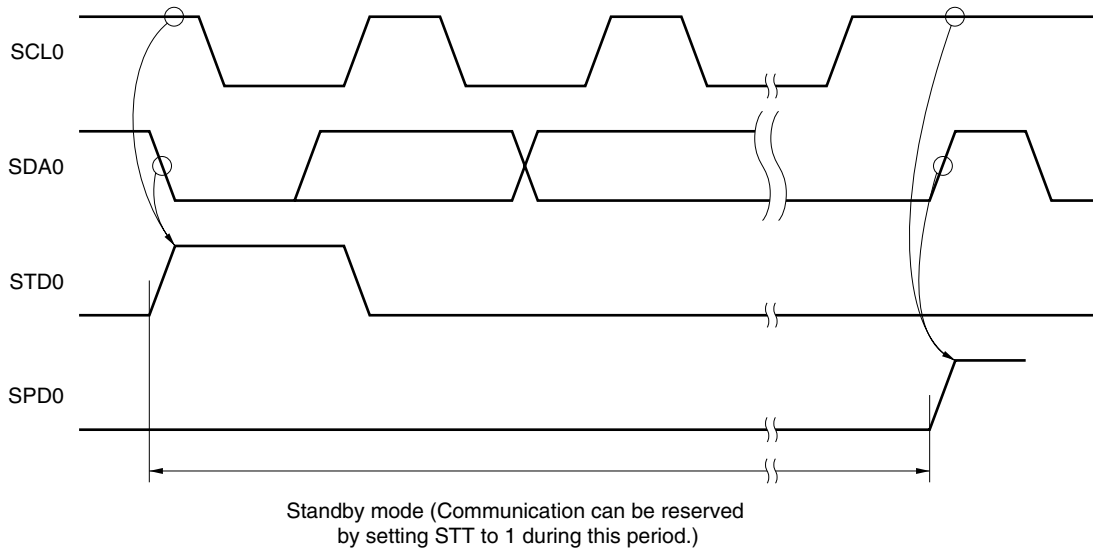 SCL0
SDA0
STD0
SPD0
Standby mode (Communication can be reserved
by setting STT to 1 during this period.)